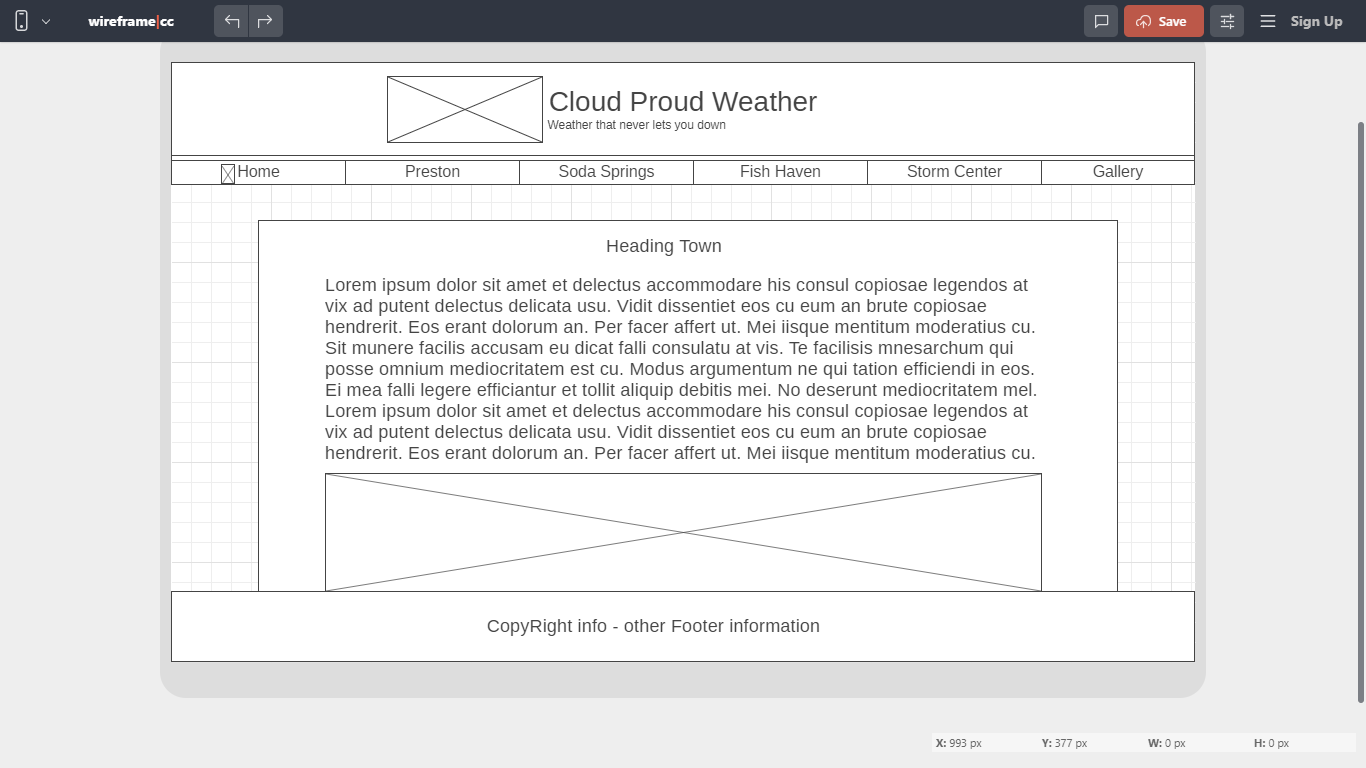 wireframe|cc
Save
Sign Up
Cloud Proud Weather
Weather that never lets you down
Home Preston Soda Springs Fish Haven Storm Center Gallery
Heading Town
Lorem ipsum dolor sit amet et delectus accommodare his consul copiosae legendos at
vix ad putent delectus delicata usu. Vidit dissentiet eos cu eum an brute copiosae
hendrerit. Eos erant dolorum an. Per facer affert ut. Mei iisque mentitum moderatius cu.
Sit munere facilis accusam eu dicat falli consulatu at vis. Te facilisis mnesarchum qui
posse omnium mediocritatem est cu. Modus argumentum ne qui tation efficiendi in eos.
Ei mea falli legere efficiantur et tollit aliquip debitis mei. No deserunt mediocritatem mel.
Lorem ipsum dolor sit amet et delectus accommodare his consul copiosae legendos at
vix ad putent delectus delicata usu. Vidit dissentiet eos cu eum an brute copiosae
hendrerit. Eos erant dolorum an. Per facer affert ut. Mei iisque mentitum moderatius cu.
CopyRight info - other Footer information
X: 993 px Y: 377 px W: 0 px H: 0 px